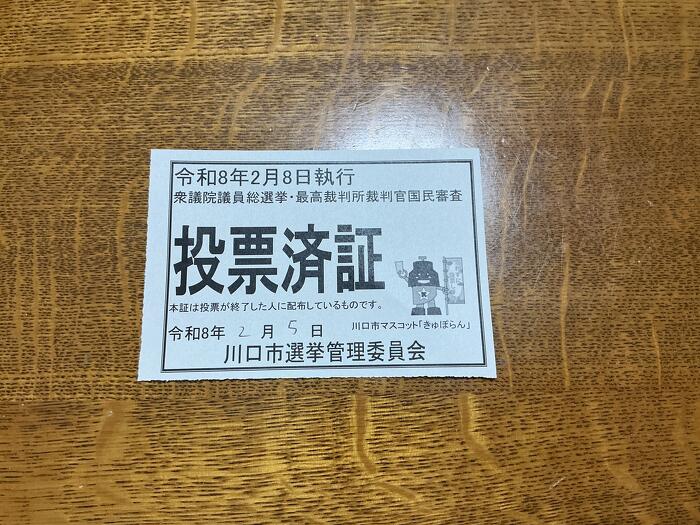 令和8年2月8日執行
衆議院議員総選挙・最高裁判所裁判官国民審査
投票済証
本証は投票が終了した人に配布しているものです。
川口市マスコット「きゅぽらん」
令和8年 2 月 5 日
川口市選挙管理委員会